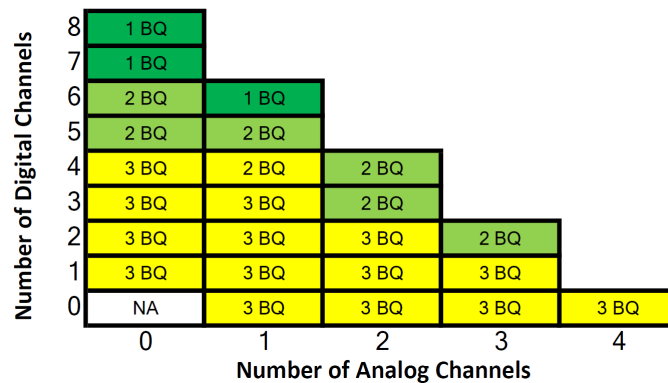 Number of Digital Channels
8 1 BQ
7 1 BQ
6 2 BQ 1 BQ
5 2 BQ 2 BQ
4 3 BQ 2 BQ 2 BQ
3 3 BQ 3 BQ 2 BQ
2 3 BQ 3 BQ 3 BQ 2 BQ
1 3 BQ 3 BQ 3 BQ 3 BQ
0 NA 3 BQ 3 BQ 3 BQ 3 BQ
0 1 2 3 4
Number of Analog Channels